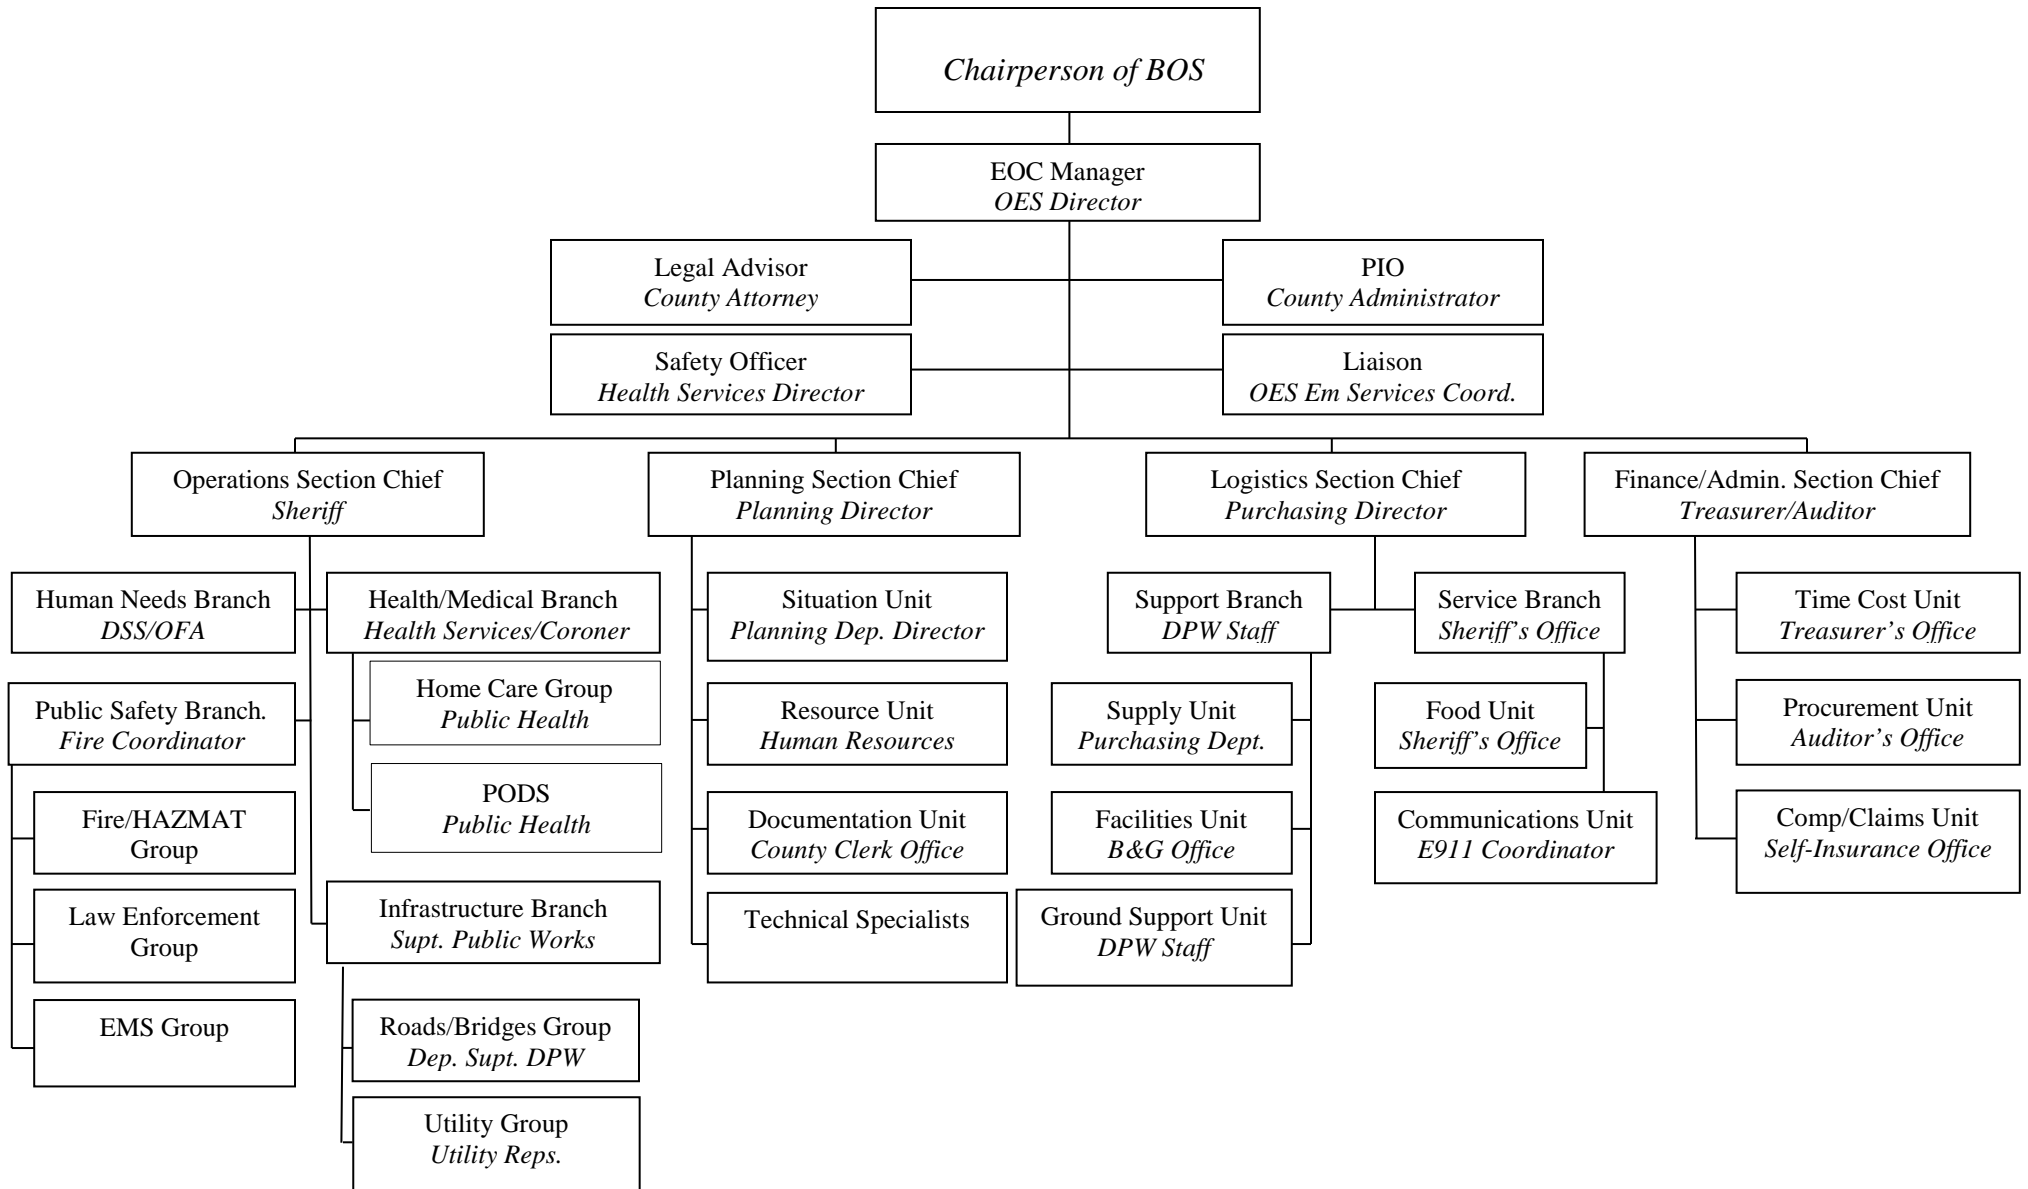 Chairperson of BOS
EOC Manager
OES Director
Legal Advisor
County Attorney
PIO
County Administrator
Safety Officer
Health Services Director
Liaison
OES Em Services Coord.
Operations Section Chief
Sheriff
Planning Section Chief
Planning Director
Logistics Section Chief
Purchasing Director
Finance/Admin. Section Chief
Treasurer/Auditor
Human Needs Branch
DSS/OFA
Health/Medical Branch
Health Services/Coroner
Home Care Group
Public Health
PODS
Public Health
Public Safety Branch.
Fire Coordinator
Fire/HAZMAT
Group
Law Enforcement
Group
EMS Group
Infrastructure Branch
Supt. Public Works
Roads/Bridges Group
Dep. Supt. DPW
Utility Group
Utility Reps.
Situation Unit
Planning Dep. Director
Resource Unit
Human Resources
Documentation Unit
County Clerk Office
Technical Specialists
Support Branch
DPW Staff
Supply Unit
Purchasing Dept.
Facilities Unit
B&G Office
Ground Support Unit
DPW Staff
Service Branch
Sheriff’s Office
Food Unit
Sheriff’s Office
Communications Unit
E911 Coordinator
Time Cost Unit
Treasurer’s Office
Procurement Unit
Auditor’s Office
Comp/Claims Unit
Self-Insurance Office